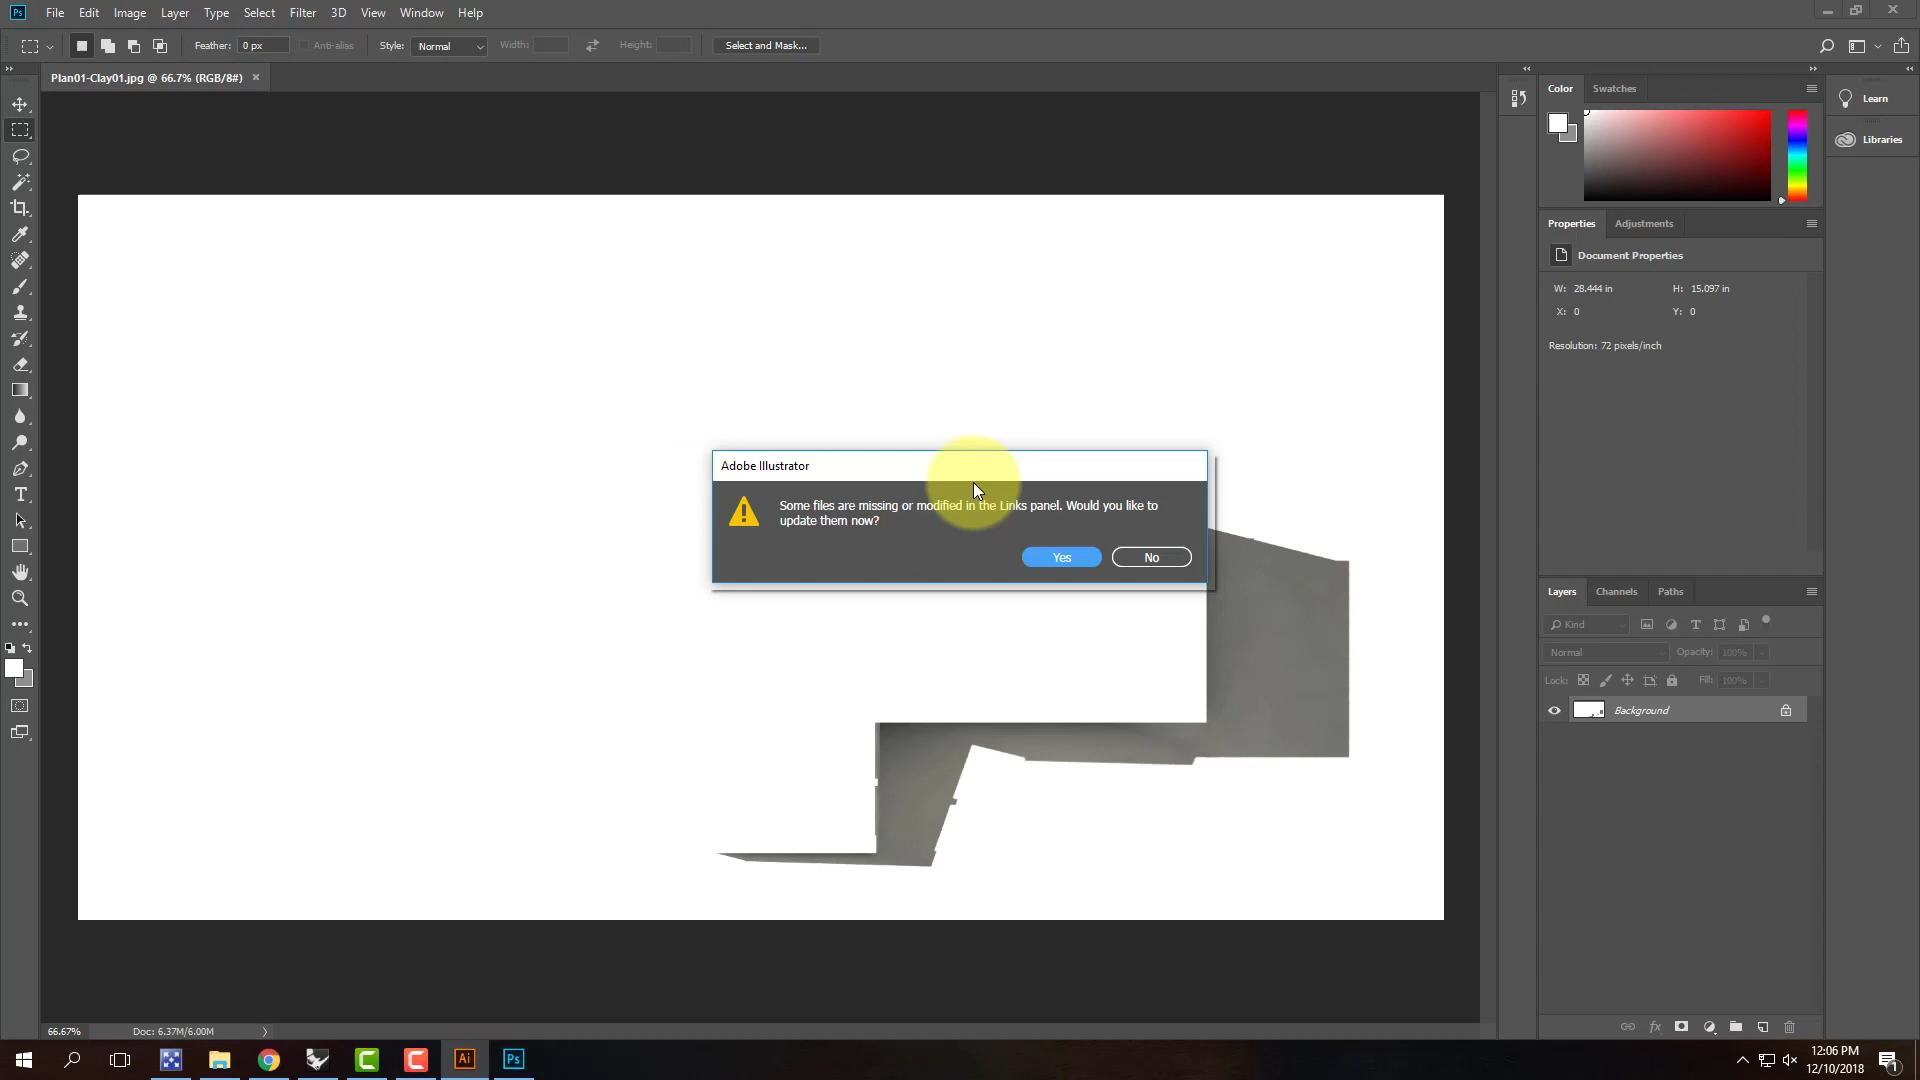 Ps File Edit Image Layer Type Select Filter 3D View Window Help
Feather: 0 px Anti-alias Style: Normal Width: Height: Select and Mask...
Plan01-Clay01.jpg @ 66.7% (RGB/8#) ×
Color Swatches
Learn
Libraries
Properties Adjustments
Document Properties
W: 28.444 in H: 15.097 in
X: 0 Y: 0
Resolution: 72 pixels/inch
Adobe Illustrator
Some files are missing or modified in the Links panel. Would you like to
update them now?
Yes No
Layers Channels Paths
Kind
Normal Opacity: 100%
Lock: Fill: 100%
Background
fx
66.67% Doc: 6.37M/6.00M
Ai Ps
12:06 PM
12/10/2018
1